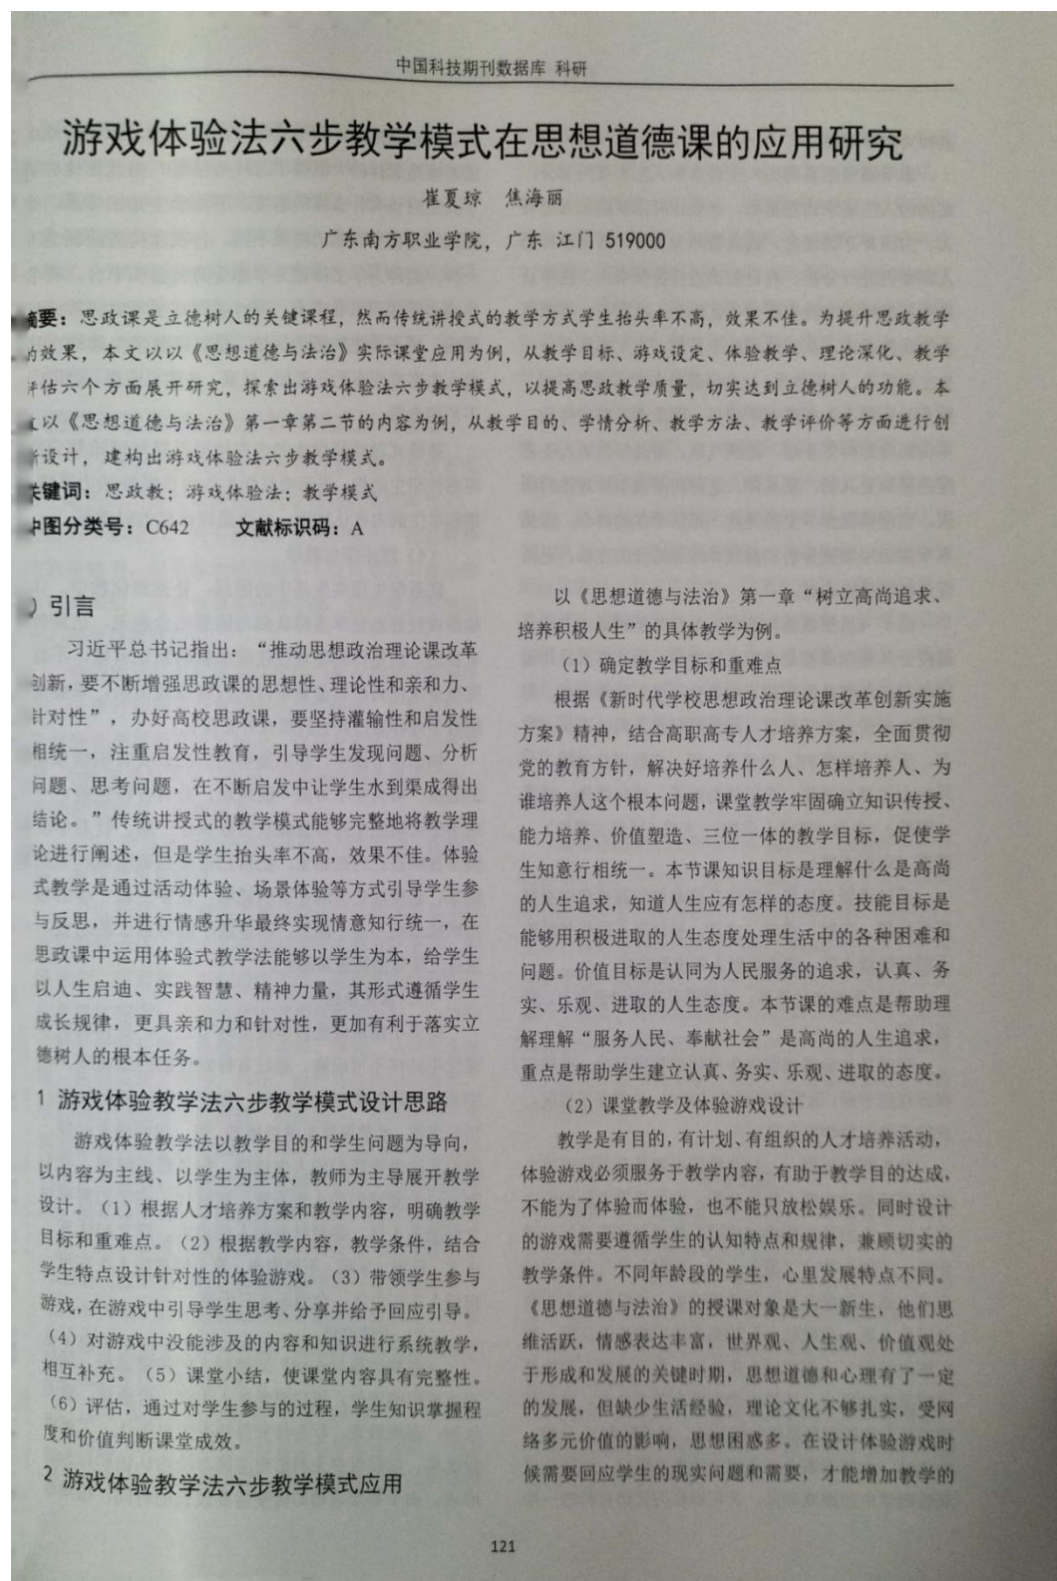 中国科技期刊数据库 科研
游戏体验法六步教学模式在思想道德课的应用研究
崔夏琼 焦海丽
广东南方职业学院，广东 江门 519000
摘要：思政课是立德树人的关键课程，然而传统讲授式的教学方式学生抬头率不高，效果不佳。为提升思政教学
的效果，本文以以《思想道德与法治》实际课堂应用为例，从教学目标、游戏设定、体验教学、理论深化、教学
评估六个方面展开研究，探索出游戏体验法六步教学模式，以提高思政教学质量，切实达到立德树人的功能。本
文以《思想道德与法治》第一章第二节的内容为例，从教学目的、学情分析、教学方法、教学评价等方面进行创
新设计，建构出游戏体验法六步教学模式。
关键词：思政教；游戏体验法；教学模式
中图分类号：C642 文献标识码：A
引言
习近平总书记指出：“推动思想政治理论课改革
创新，要不断增强思政课的思想性、理论性和亲和力、
针对性”，办好高校思政课，要坚持灌输性和启发性
相统一，注重启发性教育，引导学生发现问题、分析
问题、思考问题，在不断启发中让学生水到渠成得出
结论。”传统讲授式的教学模式能够完整地将教学理
论进行阐述，但是学生抬头率不高，效果不佳。体验
式教学是通过活动体验、场景体验等方式引导学生参
与反思，并进行情感升华最终实现情意知行统一，在
思政课中运用体验式教学法能够以学生为本，给学生
以人生启迪、实践智慧、精神力量，其形式遵循学生
成长规律，更具亲和力和针对性，更加有利于落实立
德树人的根本任务。
1 游戏体验教学法六步教学模式设计思路
游戏体验教学法以教学目的和学生问题为导向，
以内容为主线、以学生为主体，教师为主导展开教学
设计。（1）根据人才培养方案和教学内容，明确教学
目标和重难点。（2）根据教学内容，教学条件，结合
学生特点设计针对性的体验游戏。（3）带领学生参与
游戏，在游戏中引导学生思考、分享并给予回应引导。
（4）对游戏中没能涉及的内容和知识进行系统教学，
相互补充。（5）课堂小结，使课堂内容具有完整性。
（6）评估，通过对学生参与的过程，学生知识掌握程
度和价值判断课堂成效。
2 游戏体验教学法六步教学模式应用
以《思想道德与法治》第一章“树立高尚追求、
培养积极人生”的具体教学为例。
（1）确定教学目标和重难点
根据《新时代学校思想政治理论课改革创新实施
方案》精神，结合高职高专人才培养方案，全面贯彻
党的教育方针，解决好培养什么人、怎样培养人、为
谁培养人这个根本问题，课堂教学牢固确立知识传授、
能力培养、价值塑造、三位一体的教学目标，促使学
生知意行相统一。本节课知识目标是理解什么是高尚
的人生追求，知道人生应有怎样的态度。技能目标是
能够用积极进取的人生态度处理生活中的各种困难和
问题。价值目标是认同为人民服务的追求，认真、务
实、乐观、进取的人生态度。本节课的难点是帮助理
解理解“服务人民、奉献社会”是高尚的人生追求，
重点是帮助学生建立认真、务实、乐观、进取的态度。
（2）课堂教学及体验游戏设计
教学是有目的，有计划、有组织的人才培养活动，
体验游戏必须服务于教学内容，有助于教学目的达成，
不能为了体验而体验，也不能只放松娱乐。同时设计
的游戏需要遵循学生的认知特点和规律，兼顾切实的
教学条件。不同年龄段的学生，心里发展特点不同。
《思想道德与法治》的授课对象是大一新生，他们思
维活跃，情感表达丰富，世界观、人生观、价值观处
于形成和发展的关键时期，思想道德和心理有了一定
的发展，但缺少生活经验，理论文化不够扎实，受网
络多元价值的影响，思想困惑多。在设计体验游戏时
候需要回应学生的现实问题和需要，才能增加教学的
121